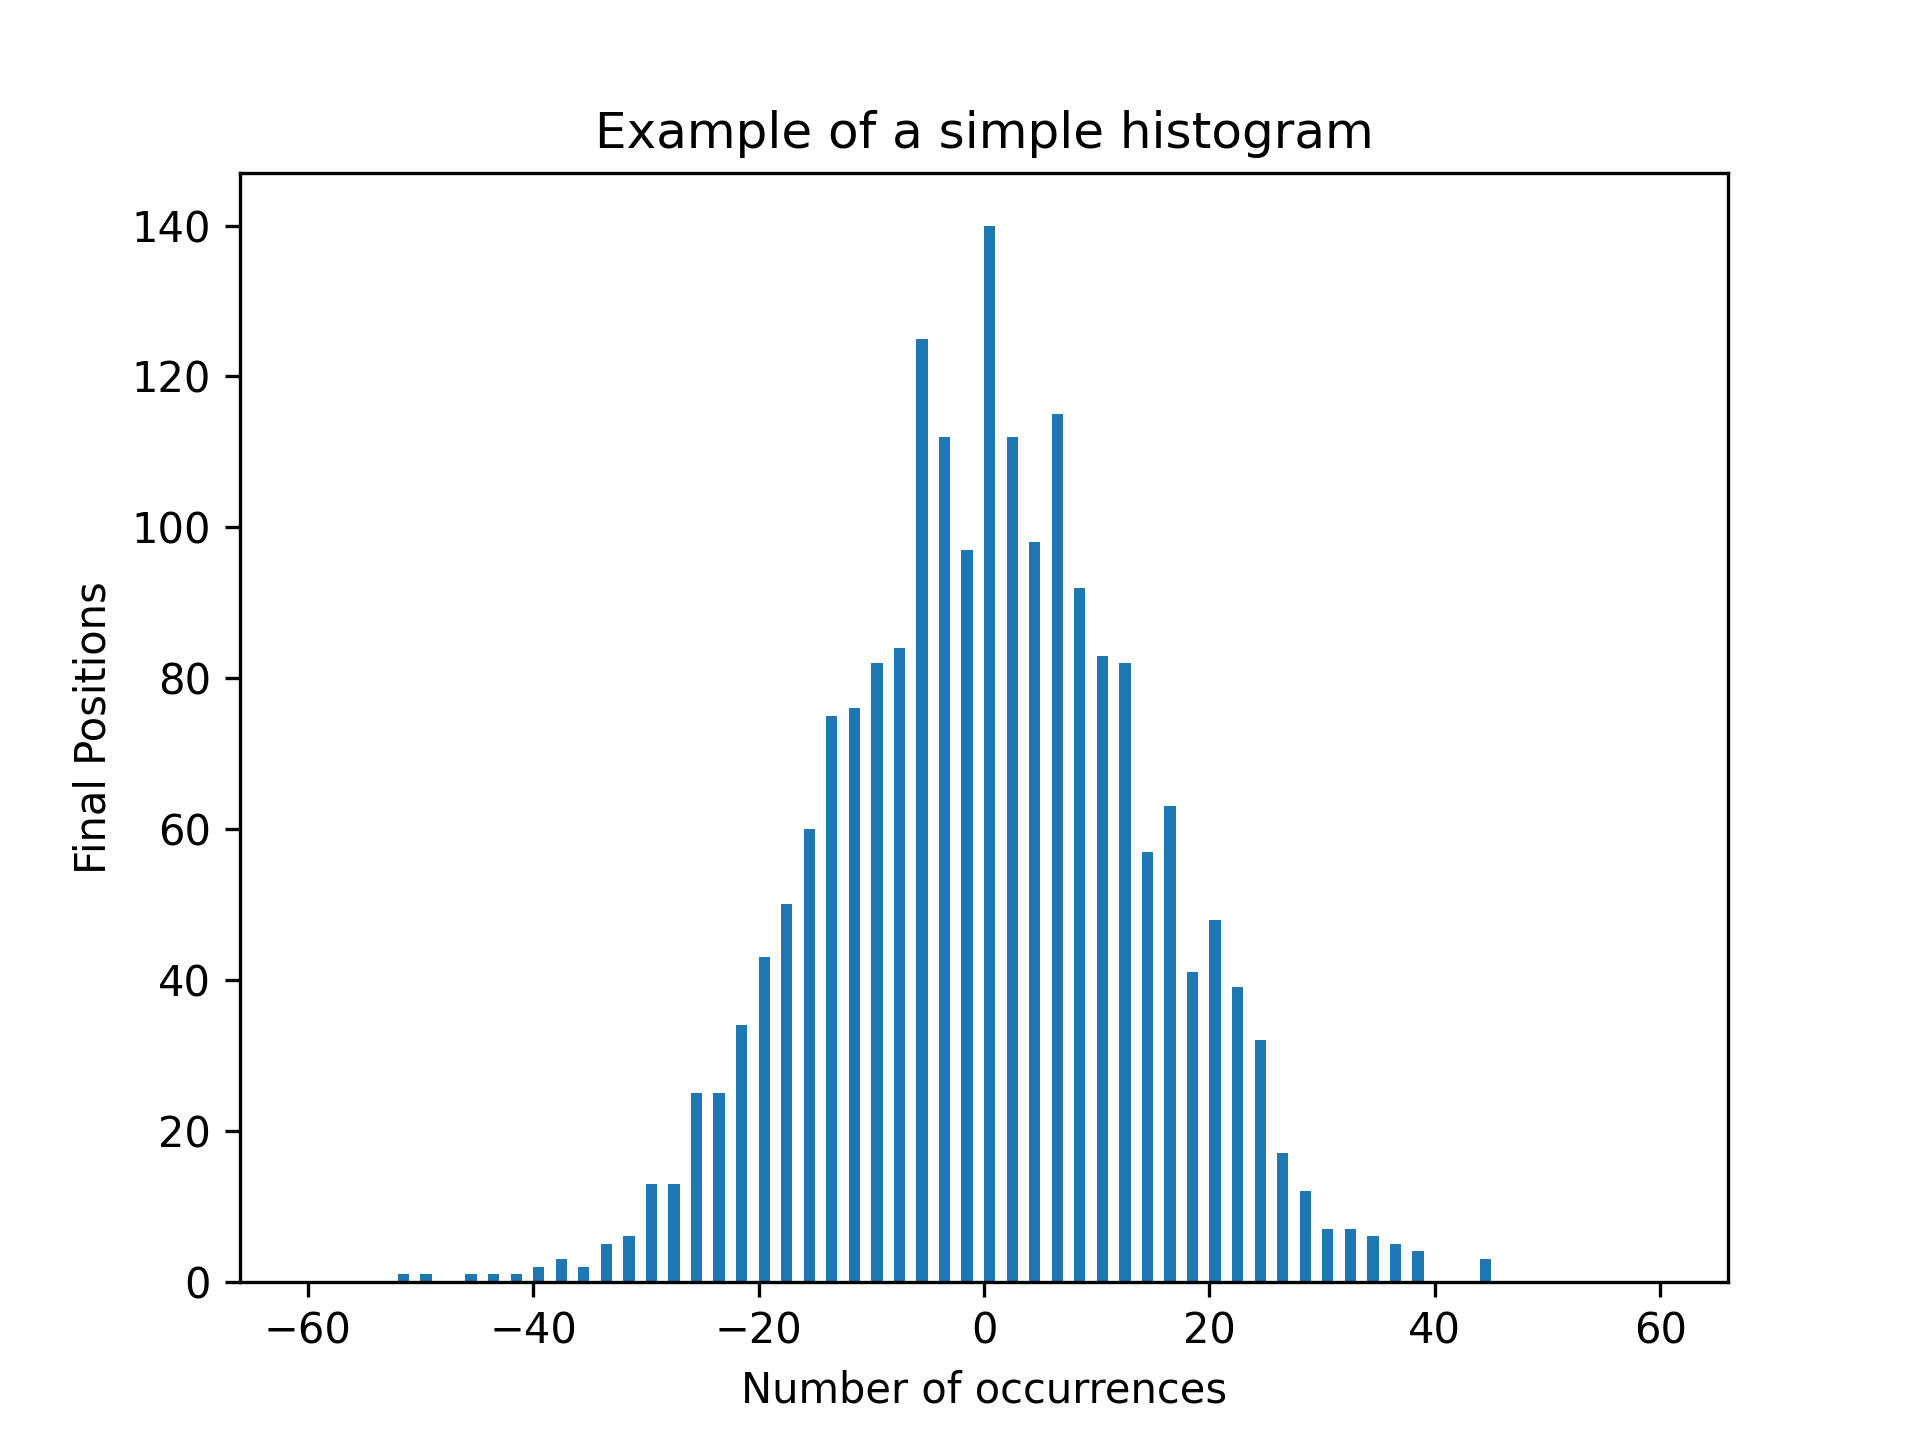 Example of a simple histogram
140
120
100
80
60
40
20
0
Final Positions
−60 −40 −20 0 20 40 60
Number of occurrences